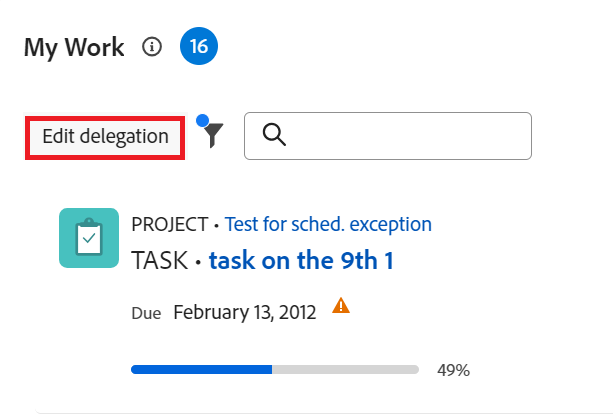 My Work 16
Edit delegation
PROJECT • Test for sched. exception
TASK • task on the 9th 1
Due February 13, 2012
49%